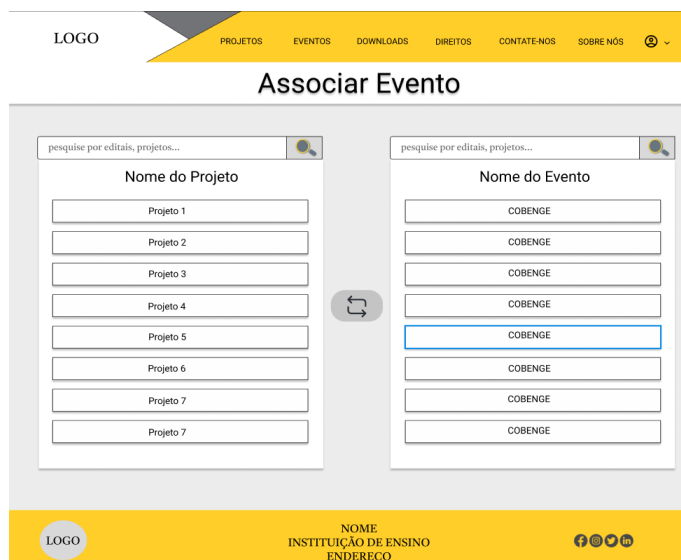 LOGO
PROJETOS EVENTOS DOWNLOADS DIREITOS CONTATE-NOS SOBRE NÓS
Associar Evento
pesquise por editais, projetos...
Nome do Projeto
Projeto 1
Projeto 2
Projeto 3
Projeto 4
Projeto 5
Projeto 6
Projeto 7
Projeto 7
pesquise por editais, projetos...
Nome do Evento
COBENGE
COBENGE
COBENGE
COBENGE
COBENGE
COBENGE
COBENGE
COBENGE
LOGO
NOME
INSTITUIÇÃO DE ENSINO
ENDEREÇO